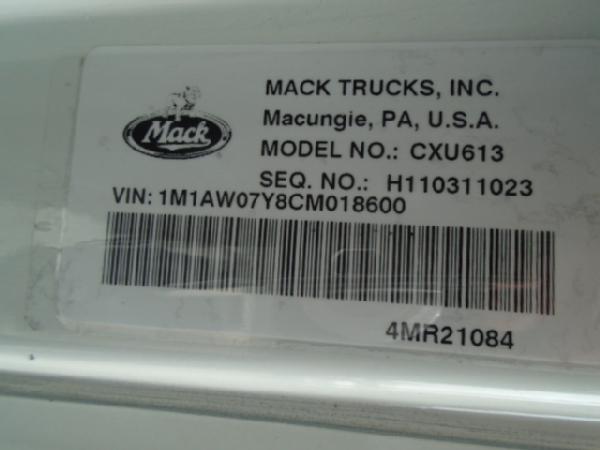 Mack
MACK TRUCKS, INC.
Macungie, PA, U.S.A.
MODEL NO.: CXU613
SEQ. NO.: H110311023
VIN: 1M1AW07Y8CM018600
4MR21084